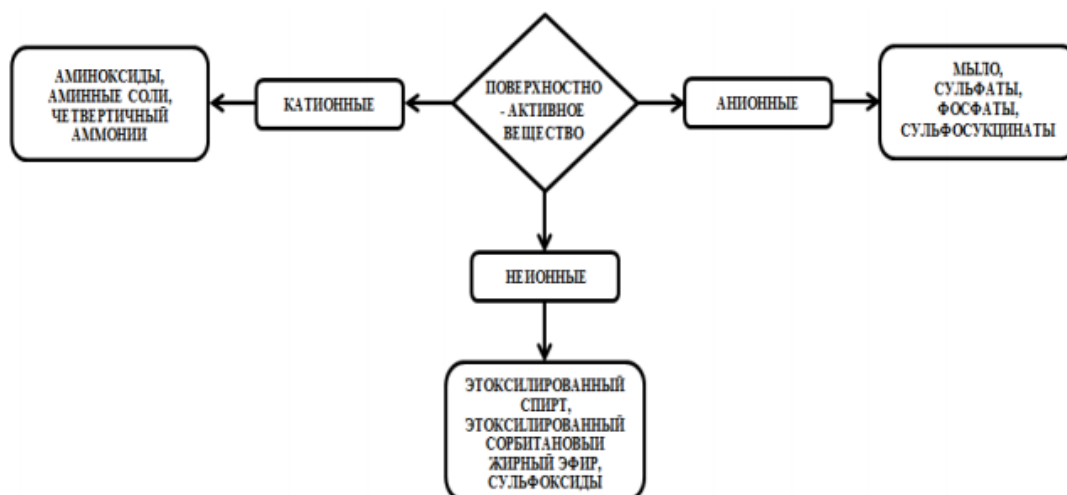 АМИНОКСИДЫ,
АМИННЫЕ СОЛИ,
ЧЕТВЕРТИЧНЫЙ
АММОНИИ
КАТИОННЫЕ
ПОВЕРХНОСТНО
- АКТИВНОЕ
ВЕЩЕСТВО
АНИОННЫЕ
МЫЛО,
СУЛЬФАТЫ,
ФОСФАТЫ,
СУЛЬФОСУКЦИНАТЫ
НЕИОННЫЕ
ЭТОКСИЛИРОВАННЫЙ
СПИРТ,
ЭТОКСИЛИРОВАННЫЙ
СОРБИТАНОВЫИ
ЖИРНЫЙ ЭФИР,
СУЛЬФОКСИДЫ